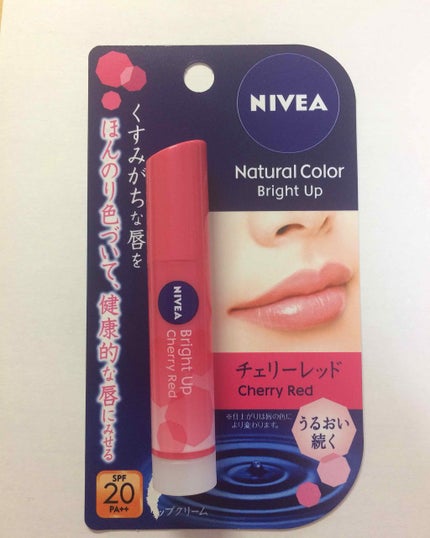 NIVEA
Natural Color
Bright Up
くすみがちな唇を
ほんのり色づいて、健康的な唇にみせる
NIVEA
Bright Up
Cherry Red
チェリーレッド
Cherry Red
※仕上がりは唇の色に
より変わります。
うるおい
続く
SPF
20
PA++
リップクリーム